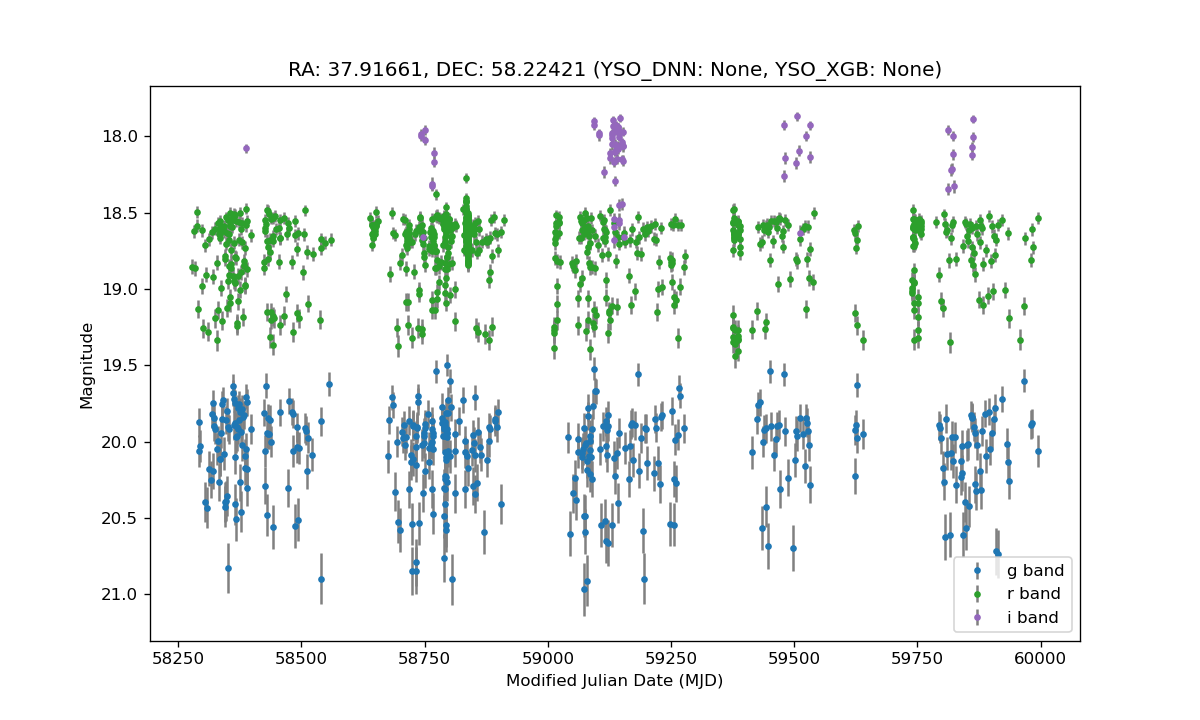 RA: 37.91661, DEC: 58.22421 (YSO_DNN: None, YSO_XGB: None)
Magnitude
18.0
18.5
19.0
19.5
20.0
20.5
21.0
g band
r band
i band
58250 58500 58750 59000 59250 59500 59750 60000
Modified Julian Date (MJD)